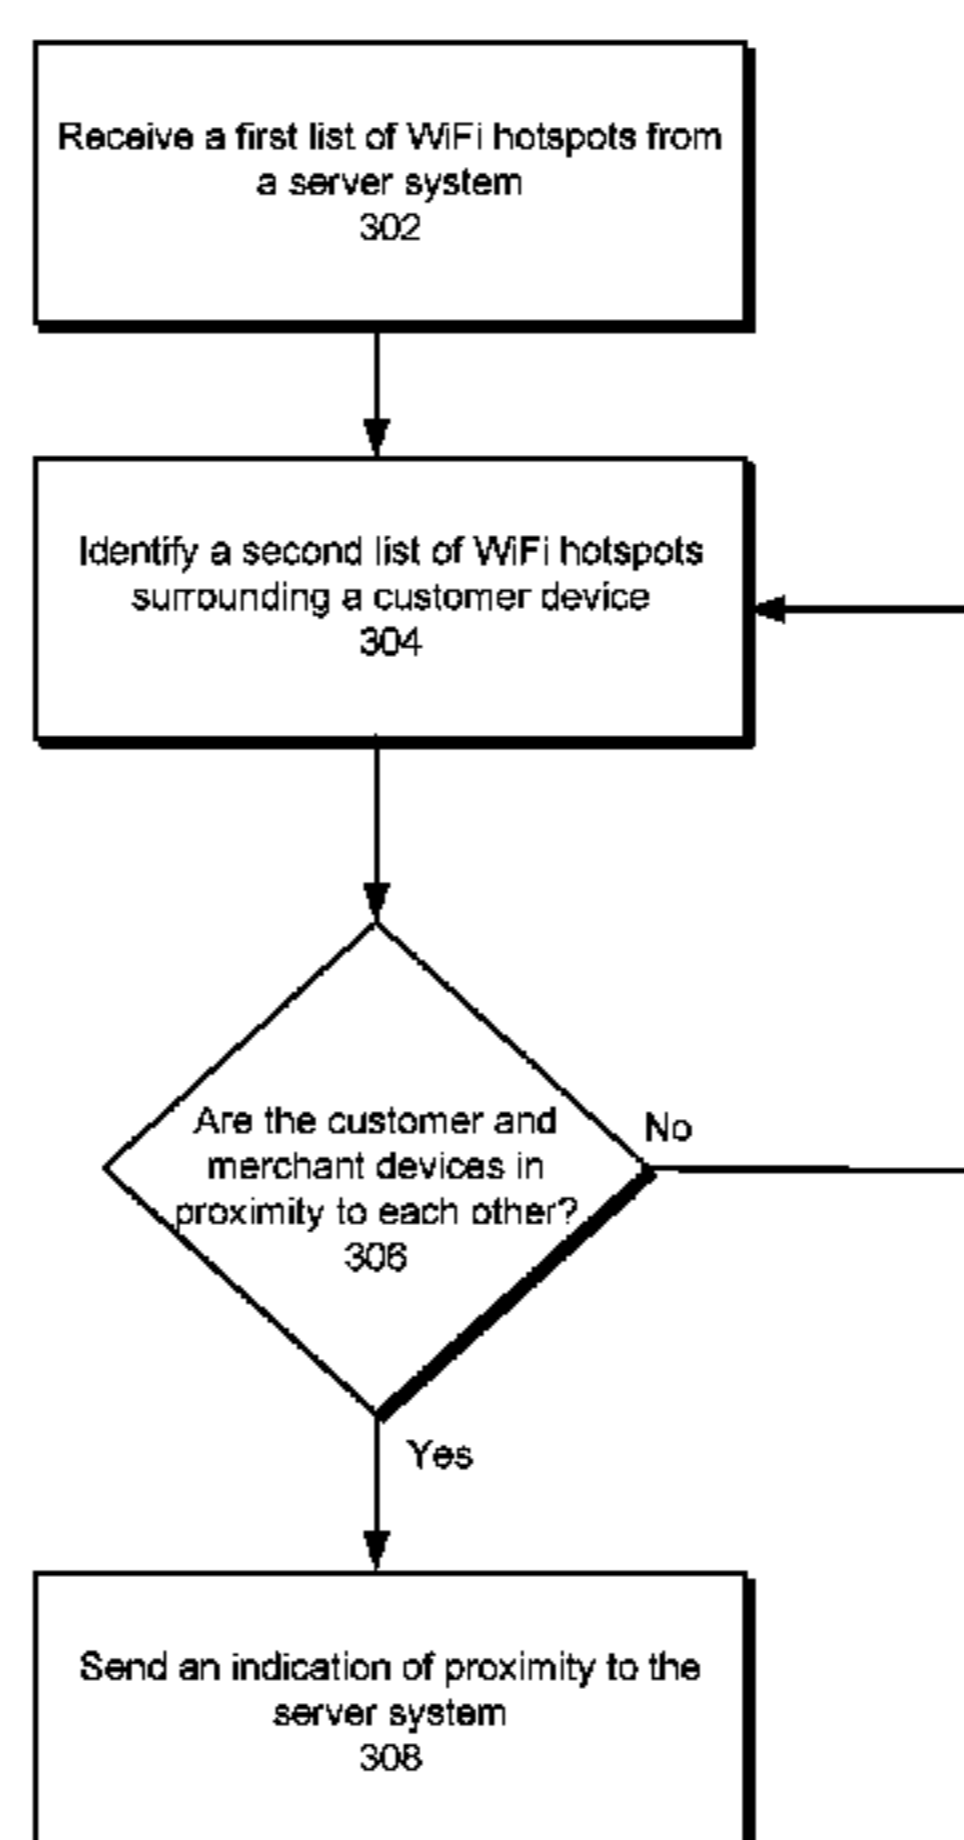 Receive a first list of WiFi hotspots from
a server system
302
Identify a second list of WiFi hotspots
surrounding a customer device
304
Are the customer and
merchant devices in
proximity to each other?
306
No
Yes
Send an indication of proximity to the
server system
308